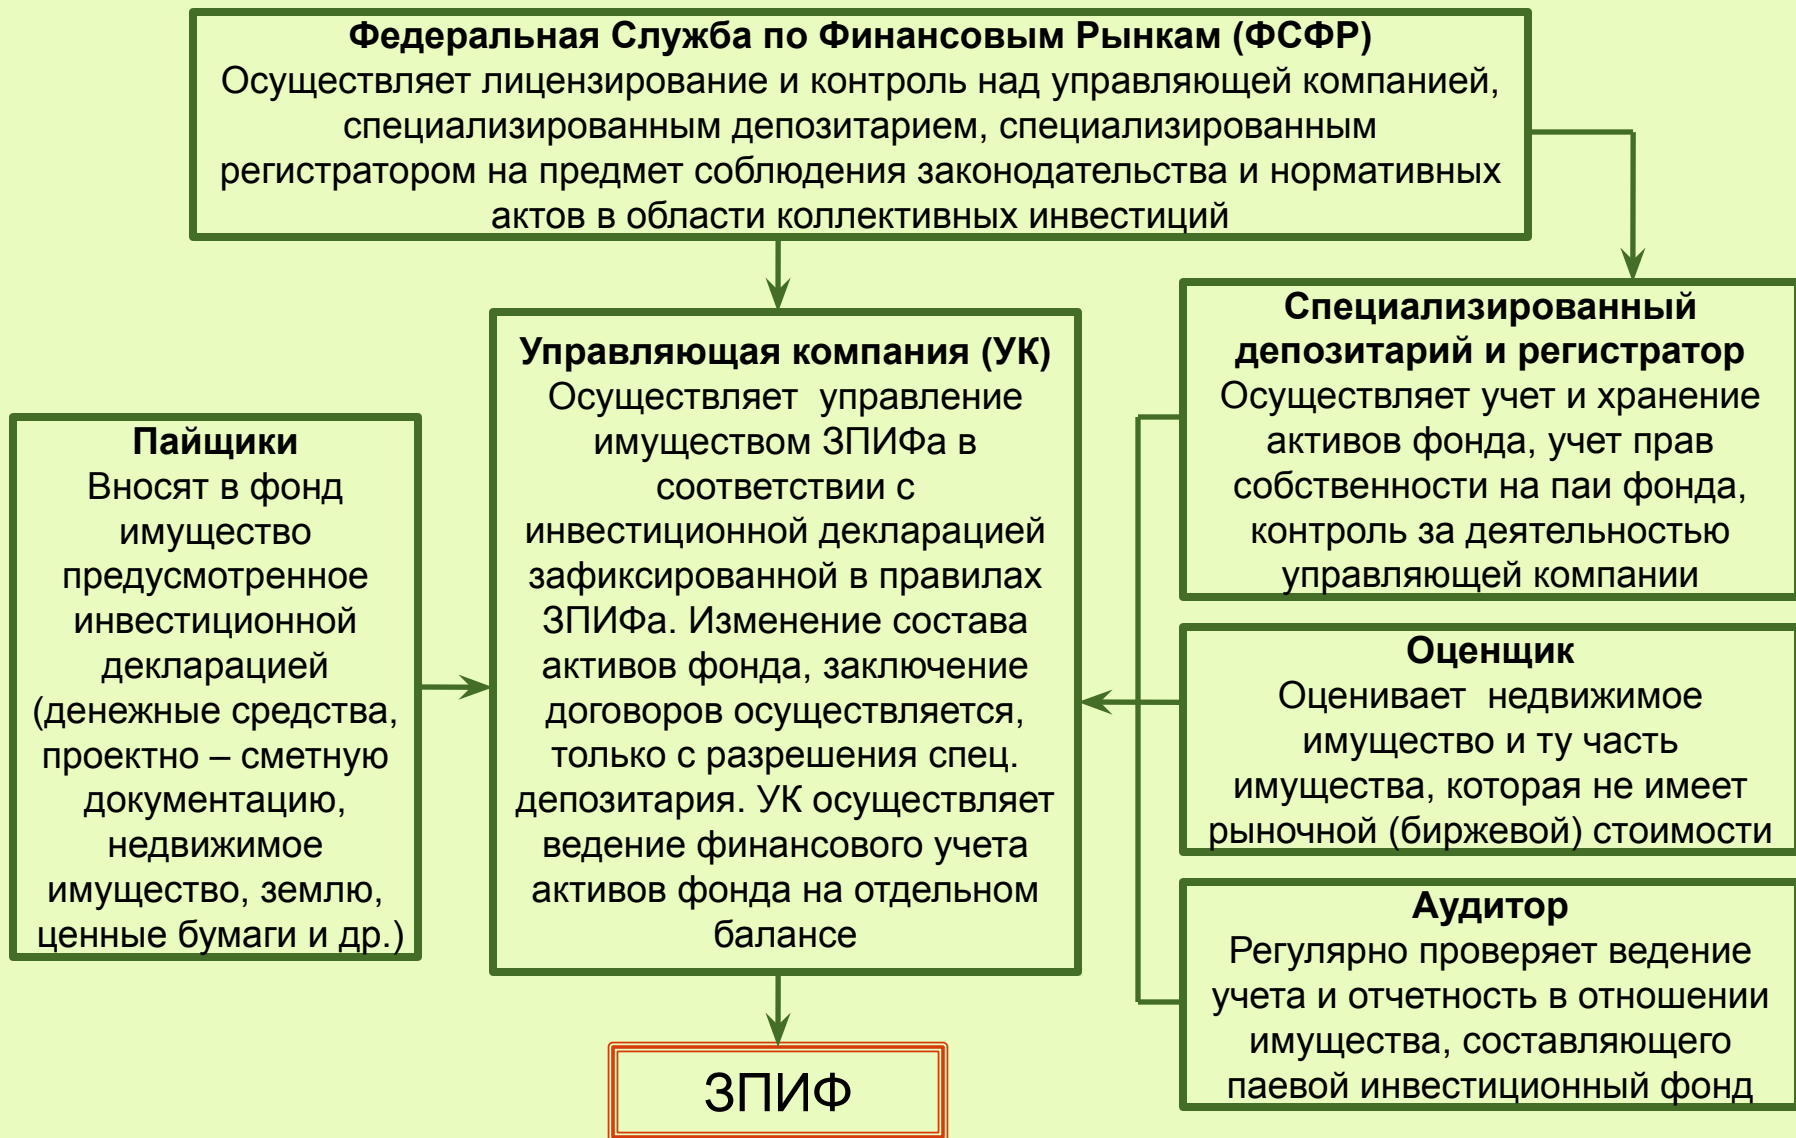 Федеральная Служба по Финансовым Рынкам (ФСФР)
Осуществляет лицензирование и контроль над управляющей компанией,
специализированным депозитарием, специализированным
регистратором на предмет соблюдения законодательства и нормативных
актов в области коллективных инвестиций
Пайщики
Вносят в фонд
имущество
предусмотренное
инвестиционной
декларацией
(денежные средства,
проектно – сметную
документацию,
недвижимое
имущество, землю,
ценные бумаги и др.)
Управляющая компания (УК)
Осуществляет управление
имуществом ЗПИФа в
соответствии с
инвестиционной декларацией
зафиксированной в правилах
ЗПИФа. Изменение состава
активов фонда, заключение
договоров осуществляется,
только с разрешения спец.
депозитария. УК осуществляет
ведение финансового учета
активов фонда на отдельном
балансе
Специализированный
депозитарий и регистратор
Осуществляет учет и хранение
активов фонда, учет прав
собственности на паи фонда,
контроль за деятельностью
управляющей компании
Оценщик
Оценивает недвижимое
имущество и ту часть
имущества, которая не имеет
рыночной (биржевой) стоимости
Аудитор
Регулярно проверяет ведение
учета и отчетность в отношении
имущества, составляющего
паевой инвестиционный фонд
ЗПИФ